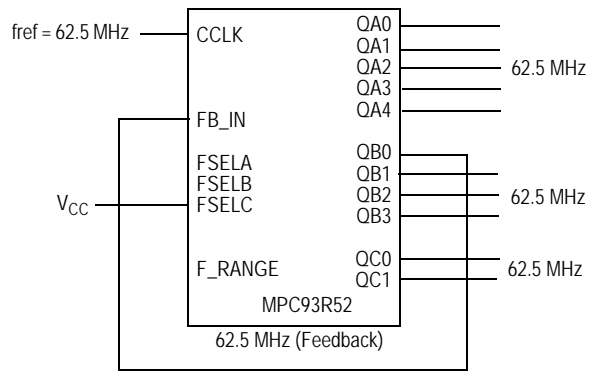 fref = 62.5 MHz
CCLK
QA0
QA1
QA2
QA3
QA4
62.5 MHz
FB_IN
QB0
QB1
QB2
QB3
62.5 MHz
FSELA
FSELB
FSELC
VCC
F_RANGE
QC0
QC1
62.5 MHz
MPC93R52
62.5 MHz (Feedback)